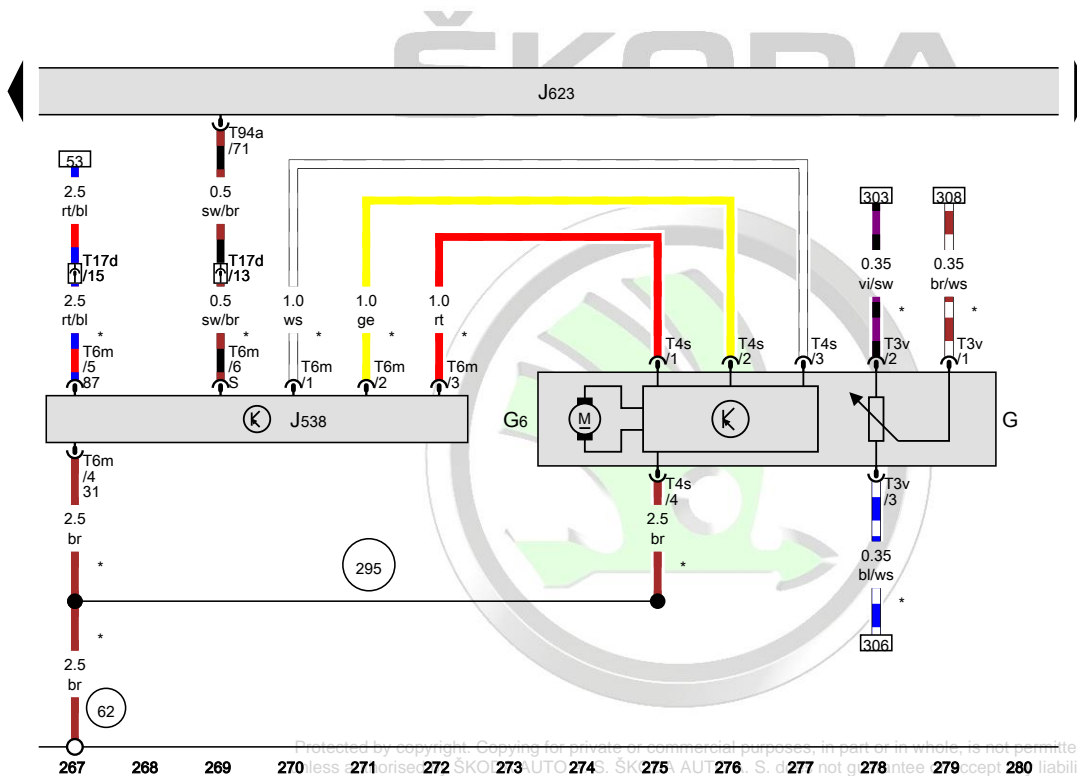 ŠKODA
J623
T94a
/71
53
2.5
rt/bl
0.5
sw/br
303
308
0.35
vi/sw
0.35
br/ws
T17d
/15
T17d
/13
2.5
rt/bl
0.5
sw/br
1.0
ws
1.0
ge
1.0
rt
*
*
*
*
*
*
*
T6m
/5
87
T6m
/6
S
T6m
/1
T6m
/2
T6m
/3
T4s
/1
T4s
/2
T4s
/3
T3v
/2
T3v
/1
J538
G6
M
G
T6m
/4
31
T4s
/4
T3v
/3
2.5
br
2.5
br
0.35
bl/ws
*
295
*
*
*
2.5
br
306
62
Protected by copyright. Copying for private or commercial purposes, in part or in whole, is not permitte
267 268 269 270 271 272 273 274 275 276 277 278 279 280